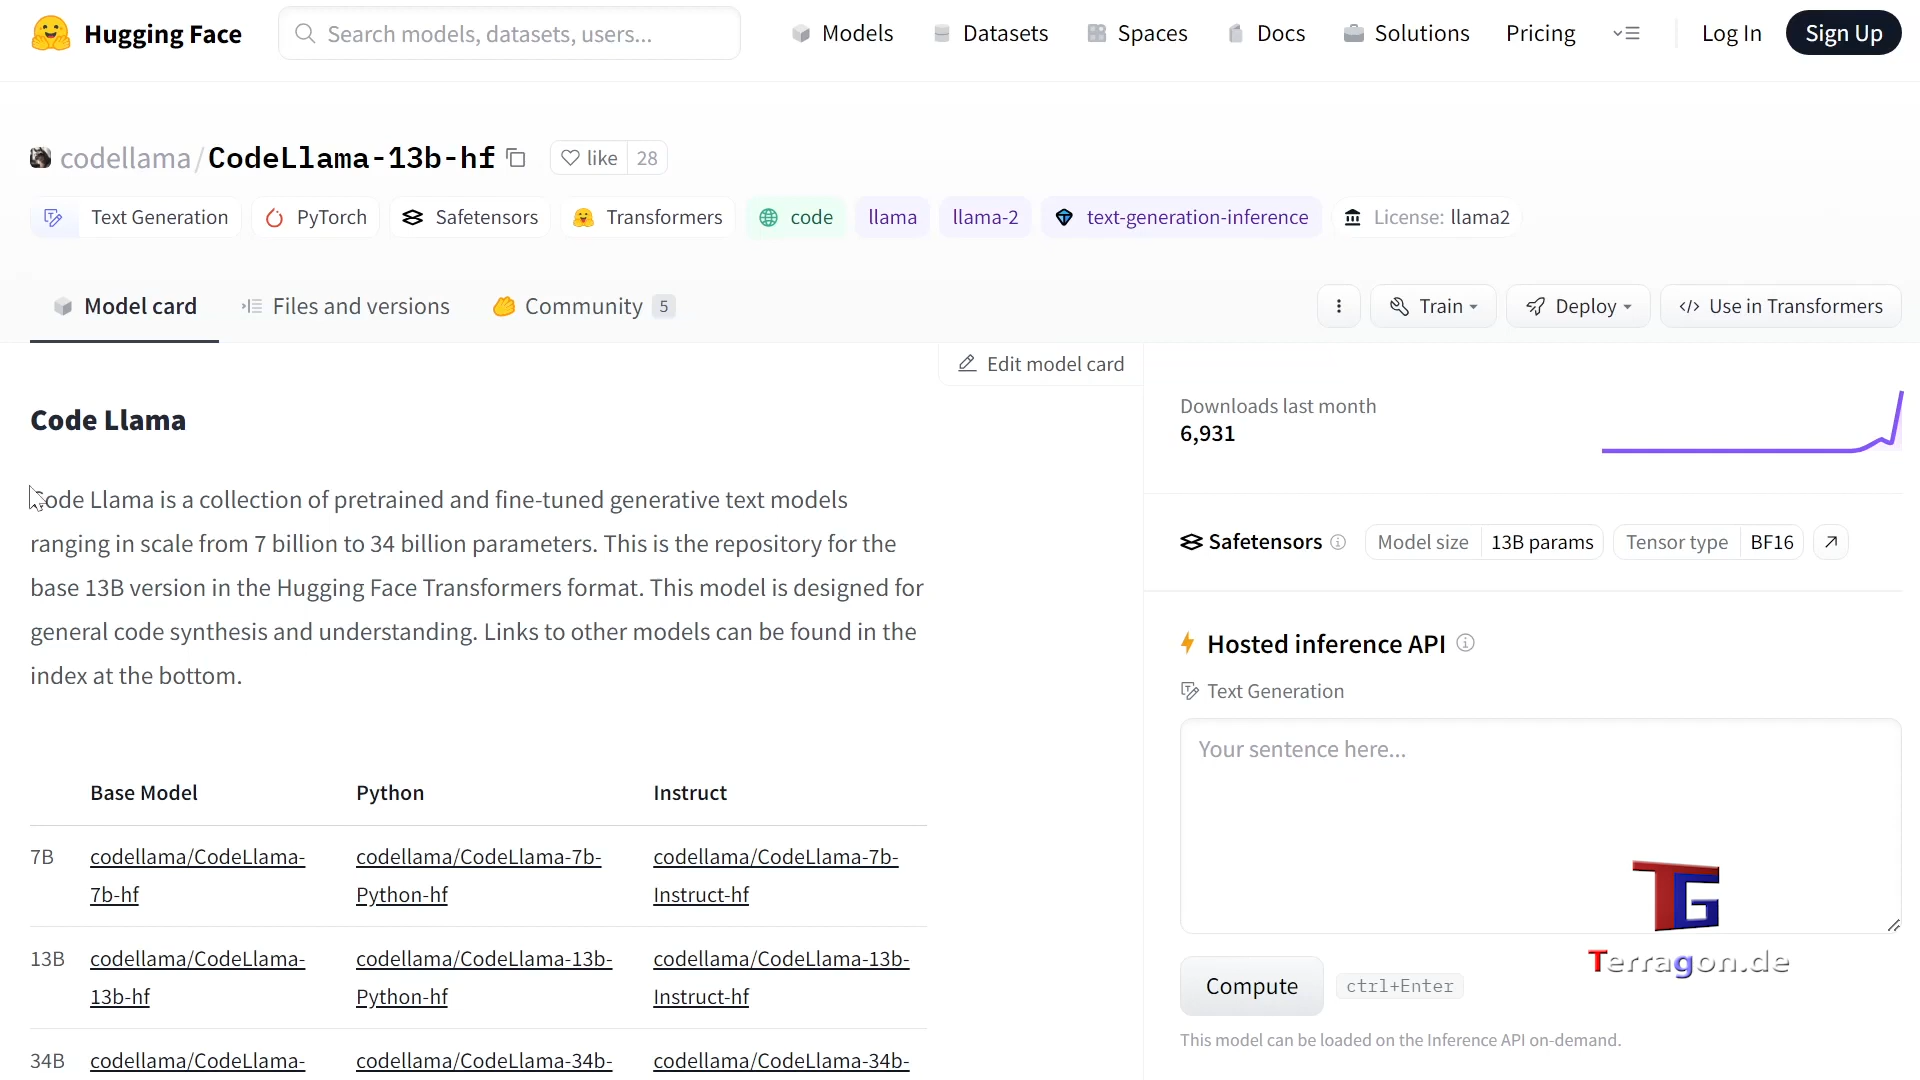 Hugging Face
Search models, datasets, users...
Models
Datasets
Spaces
Docs
Solutions
Pricing
Log In
Sign Up
codellama/CodeLlama-13b-hf
like 28
Text Generation
PyTorch
Safetensors
Transformers
code
llama
llama-2
text-generation-inference
License: llama2
Model card
Files and versions
Community 5
Train
Deploy
</> Use in Transformers
Edit model card
Code Llama
Code Llama is a collection of pretrained and fine-tuned generative text models
ranging in scale from 7 billion to 34 billion parameters. This is the repository for the
base 13B version in the Hugging Face Transformers format. This model is designed for
general code synthesis and understanding. Links to other models can be found in the
index at the bottom.
Base Model Python Instruct
7B codellama/CodeLlama- codellama/CodeLlama-7b- codellama/CodeLlama-7b-
7b-hf Python-hf Instruct-hf
13B codellama/CodeLlama- codellama/CodeLlama-13b- codellama/CodeLlama-13b-
13b-hf Python-hf Instruct-hf
34B codellama/CodeLlama- codellama/CodeLlama-34b- codellama/CodeLlama-34b-
Downloads last month
6,931
Safetensors
Model size 13B params
Tensor type BF16
Hosted inference API
Text Generation
Your sentence here...
TG
Terragon.de
Compute
ctrl+Enter
This model can be loaded on the Inference API on-demand.